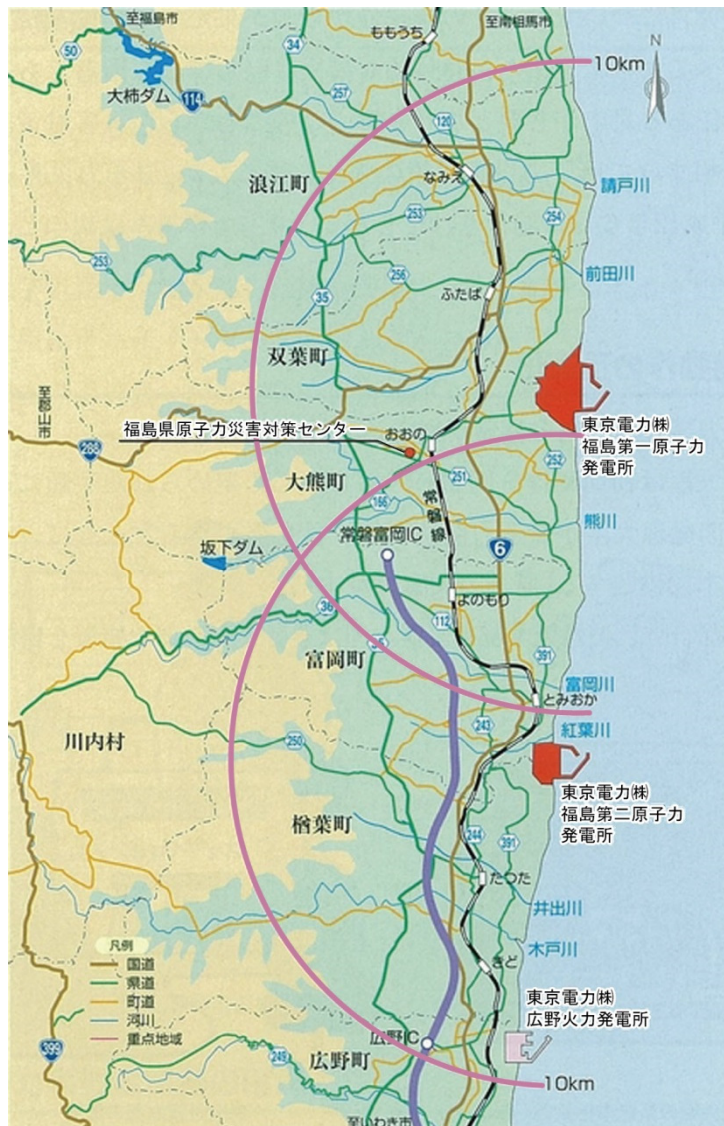 至福島市
至南相馬市
ももうち
50
34
10km
N
大柿ダム
114
257
120
浪江町
なみえ
請戸川
253
254
253
256
前田川
35
ふたば
双葉町
至郡山市
福島県原子力災害対策センター
おおの
東京電力㈱
福島第一原子力
発電所
288
251
252
大熊町
166
常磐線
熊川
常磐富岡IC
6
坂下ダム
よのもり
36
112
35
富岡町
391
富岡川
とみおか
川内村
243
紅葉川
250
東京電力㈱
福島第二原子力
発電所
楢葉町
244
391
たつた
井出川
木戸川
凡例
国道
県道
町道
河川
重点地域
きど
東京電力㈱
広野火力発電所
399
広野IC
249
広野町
10km
至いわき市